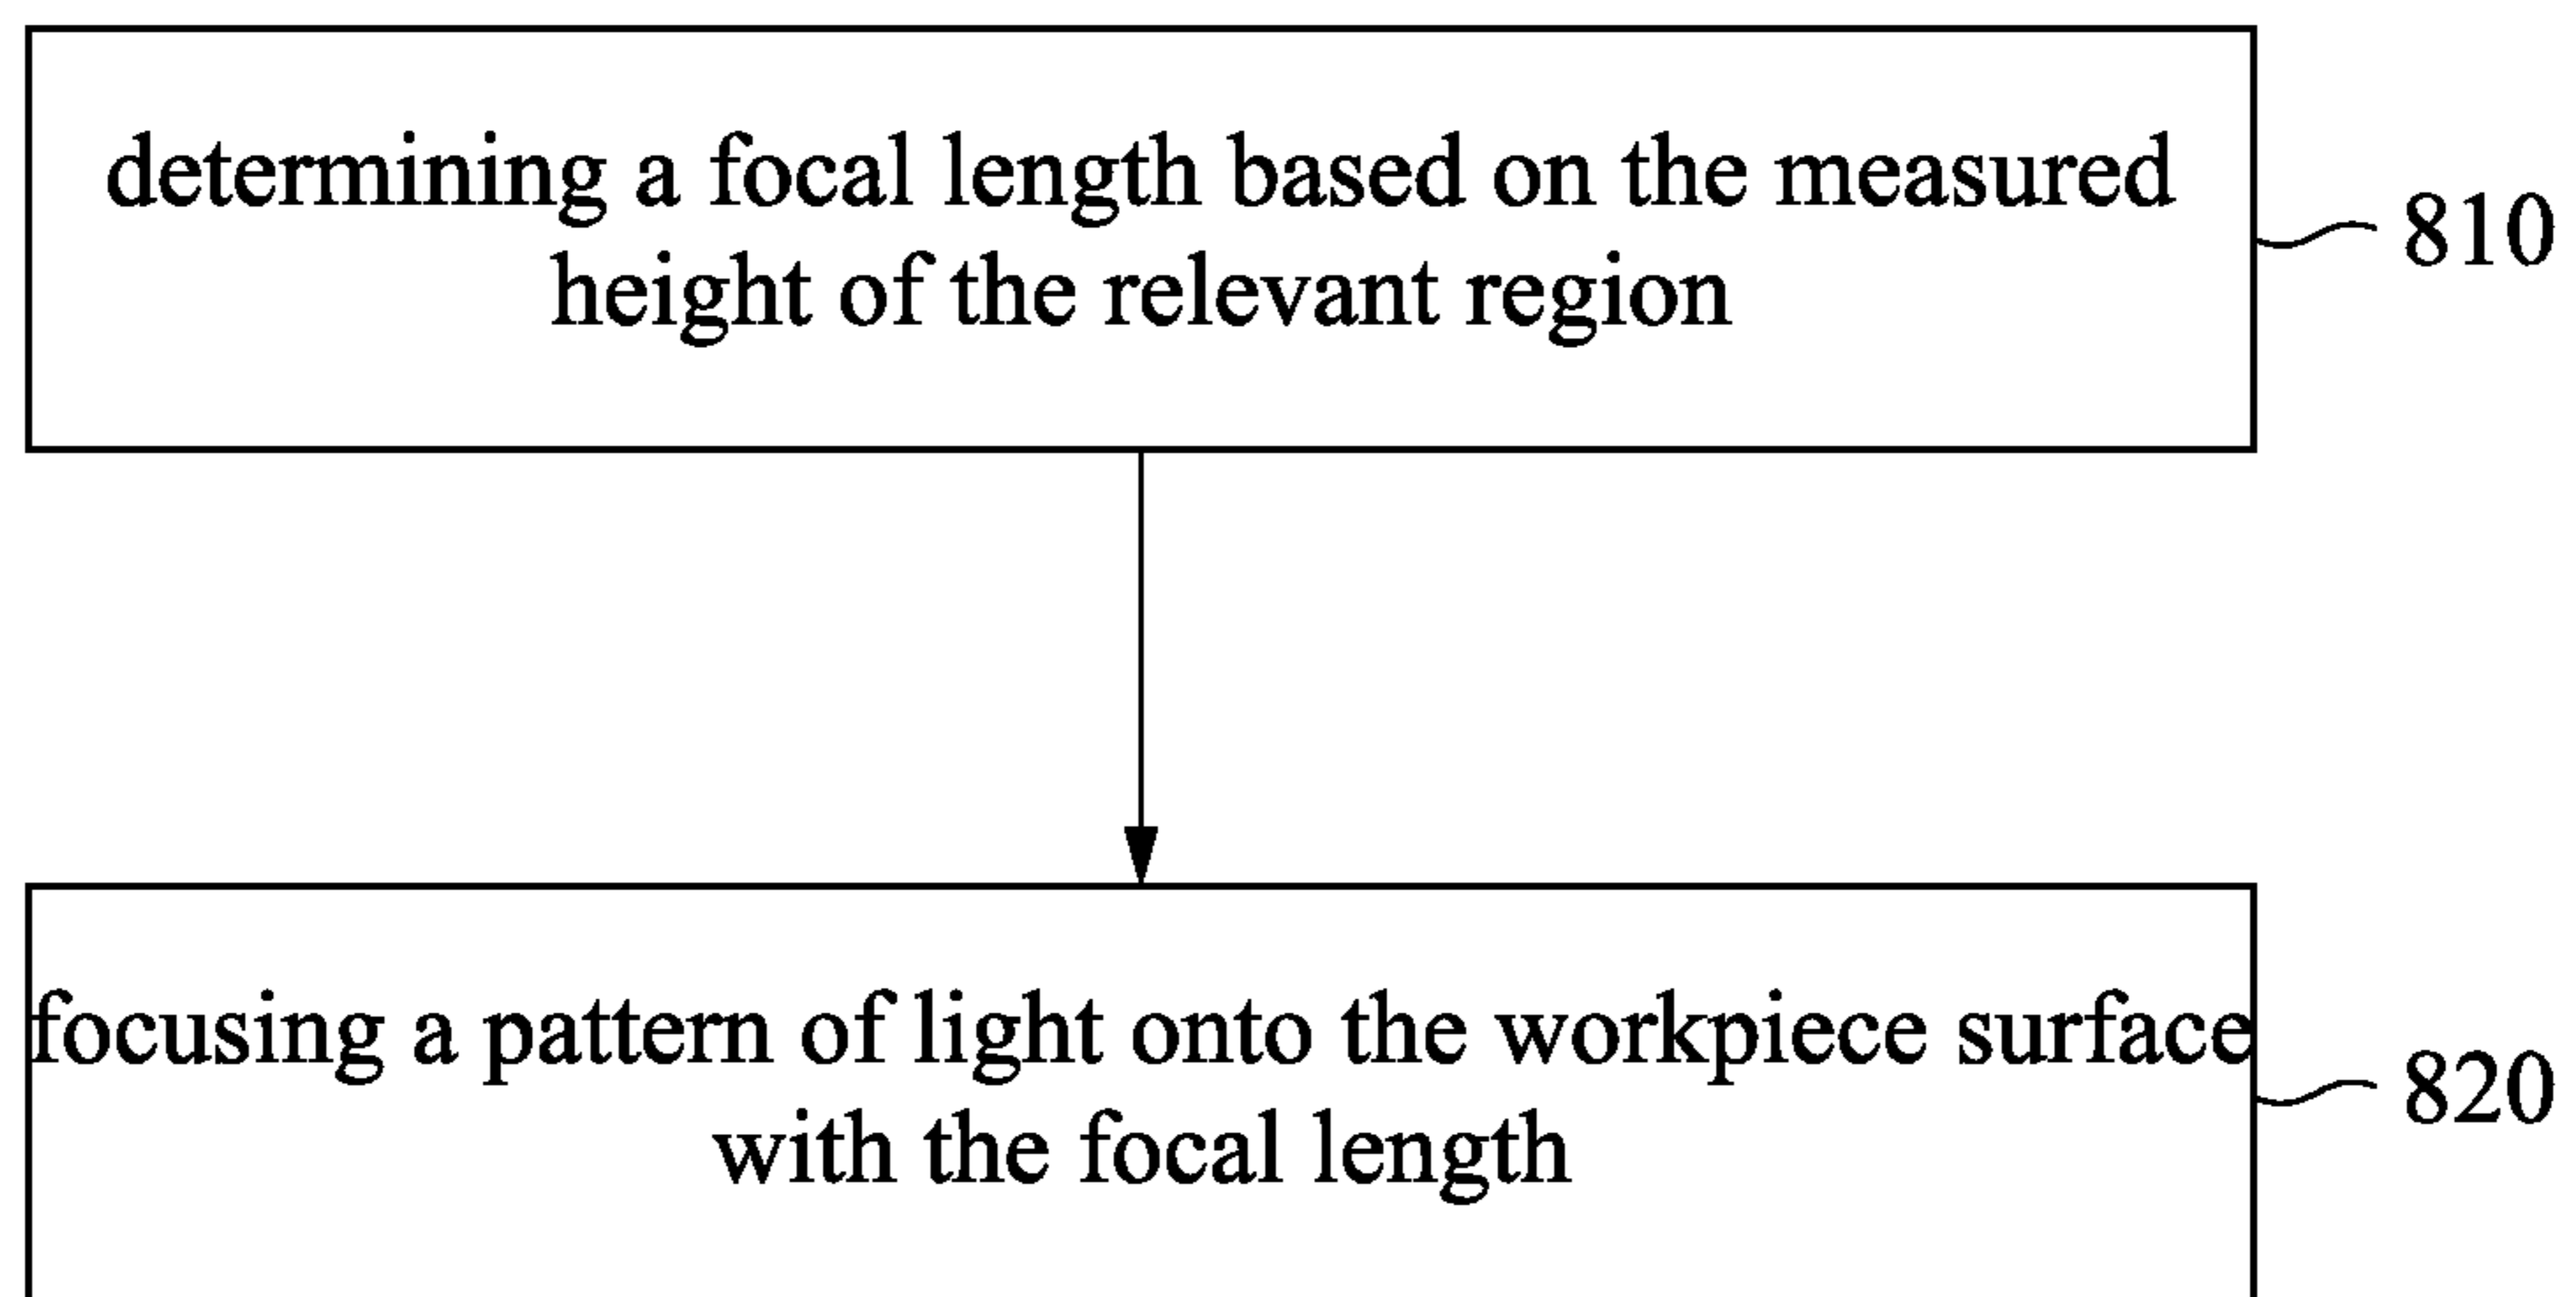 determining a focal length based on the measured
height of the relevant region
810
focusing a pattern of light onto the workpiece surface
with the focal length
820